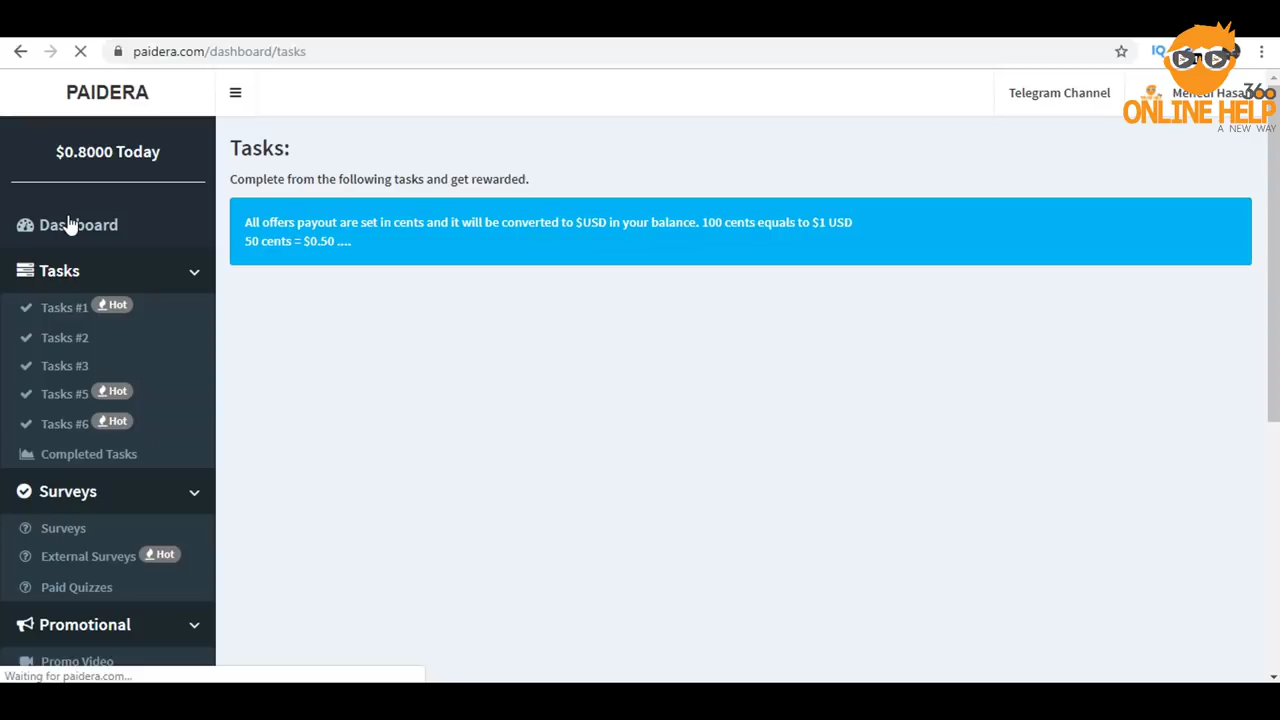 paidera.com/dashboard/tasks
IQ
PAIDERA
Telegram Channel
360
ONLINE HELP
A NEW WAY
$0.8000 Today
Dashboard
Tasks
Tasks #1 Hot
Tasks #2
Tasks #3
Tasks #5 Hot
Tasks #6 Hot
Completed Tasks
Surveys
Surveys
External Surveys Hot
Paid Quizzes
Promotional
Promo Video
Tasks:
Complete from the following tasks and get rewarded.
All offers payout are set in cents and it will be converted to $USD in your balance. 100 cents equals to $1 USD
50 cents = $0.50 ....
Waiting for paidera.com...